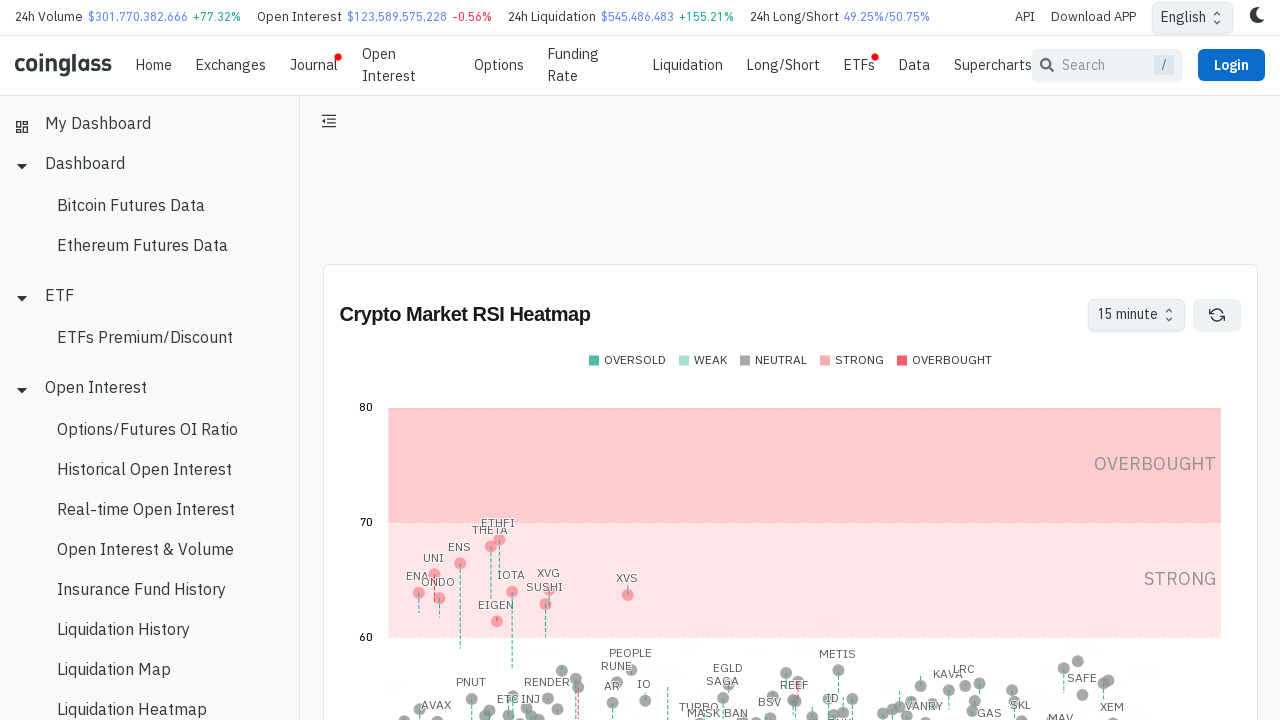 24h Volume $301,770,382,666 +77.32% Open Interest $123,589,575,228 -0.56% 24h Liquidation $545,486,483 +155.21% 24h Long/Short 49.25%/50.75% API Download APP English
coinglass Home Exchanges Journal Open Interest Options Funding Rate Liquidation Long/Short ETFs Data Supercharts Search / Login
My Dashboard
Dashboard
Bitcoin Futures Data
Ethereum Futures Data
ETF
ETFs Premium/Discount
Open Interest
Options/Futures OI Ratio
Historical Open Interest
Real-time Open Interest
Open Interest & Volume
Insurance Fund History
Liquidation History
Liquidation Map
Liquidation Heatmap
Crypto Market RSI Heatmap 15 minute
OVERSOLD WEAK NEUTRAL STRONG OVERBOUGHT
80
OVERBOUGHT
70
ETHFI
THETA
ENS
UNI
IOTA XVG XVS STRONG
ENA
ONDO SUSHI
EIGEN
60
PEOPLE METIS
RUNE EGLD LRC
KAVA SAFE
PNUT RENDER AR IO SAGA REEF
AVAX ETC INJ TURBO BSV ID VANRY SKL XEM
MASK BAN GAS
MAV